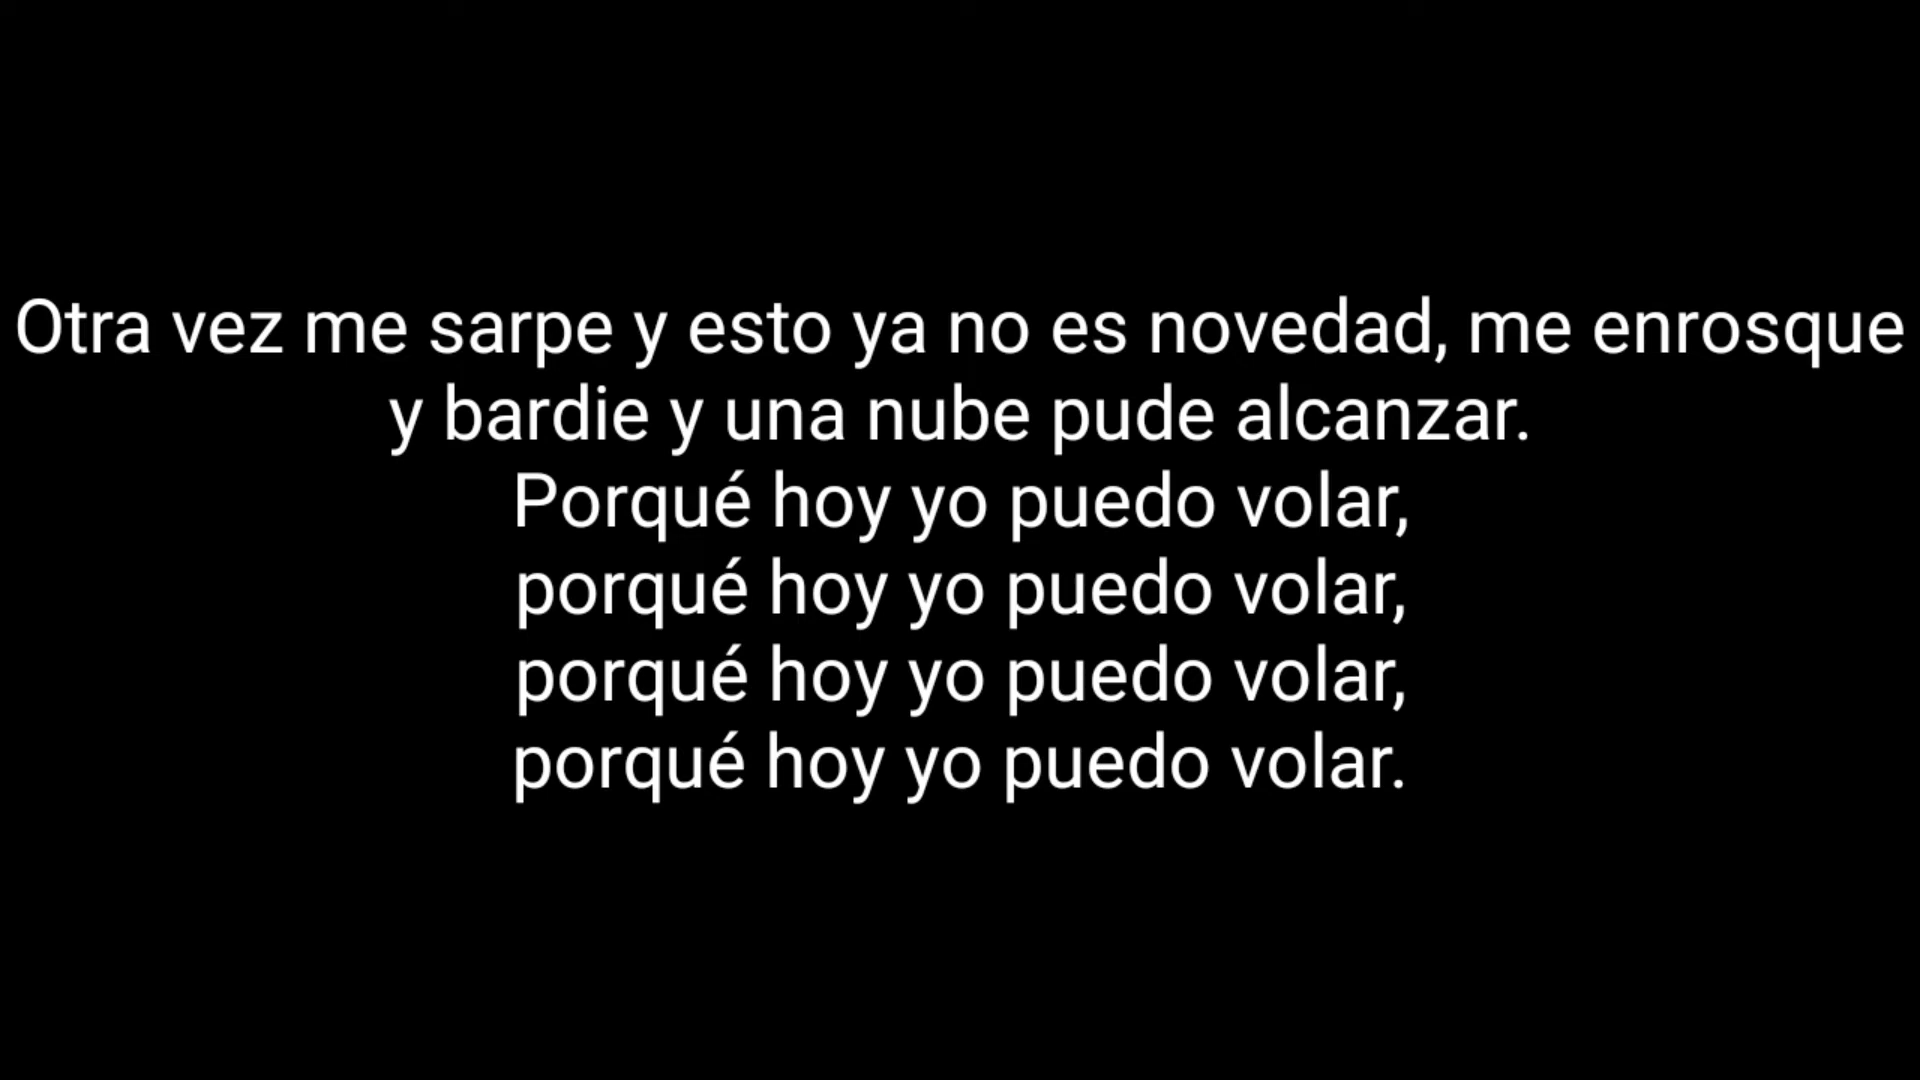 Otra vez me sarpe y esto ya no es novedad, me enrosque
y bardie y una nube pude alcanzar.
Porqué hoy yo puedo volar,
porqué hoy yo puedo volar,
porqué hoy yo puedo volar,
porqué hoy yo puedo volar.